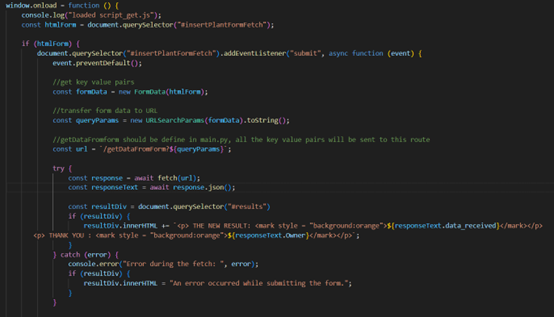 window.onload = function () {
console.log("loaded script_get.js");
const htmlForm = document.querySelector("#insertPlantFormFetch");
if (htmlForm) {
document.querySelector("#insertPlantFormFetch").addEventListener("submit", async function (event) {
event.preventDefault();
//get key value pairs
const formData = new FormData(htmlForm);
//transfer form data to URL
const queryParams = new URLSearchParams(formData).toString();
//getDataFromform should be define in main.py, all the key value pairs will be sent to this route
const url = `/getDataFromForm?${queryParams}`;
try {
const response = await fetch(url);
const responseText = await response.json();
const resultDiv = document.querySelector("#results")
if (resultDiv) {
resultDiv.innerHTML += `<p> THE NEW RESULT: <mark style = "background:orange">${responseText.data_received}</mark></p>
<p> THANK YOU : <mark style = "background:orange">${responseText.Owner}</mark></p>`;
}
} catch (error) {
console.error("Error during the fetch: ", error);
if (resultDiv) {
resultDiv.innerHTML = "An error occurred while submitting the form.";
}
}